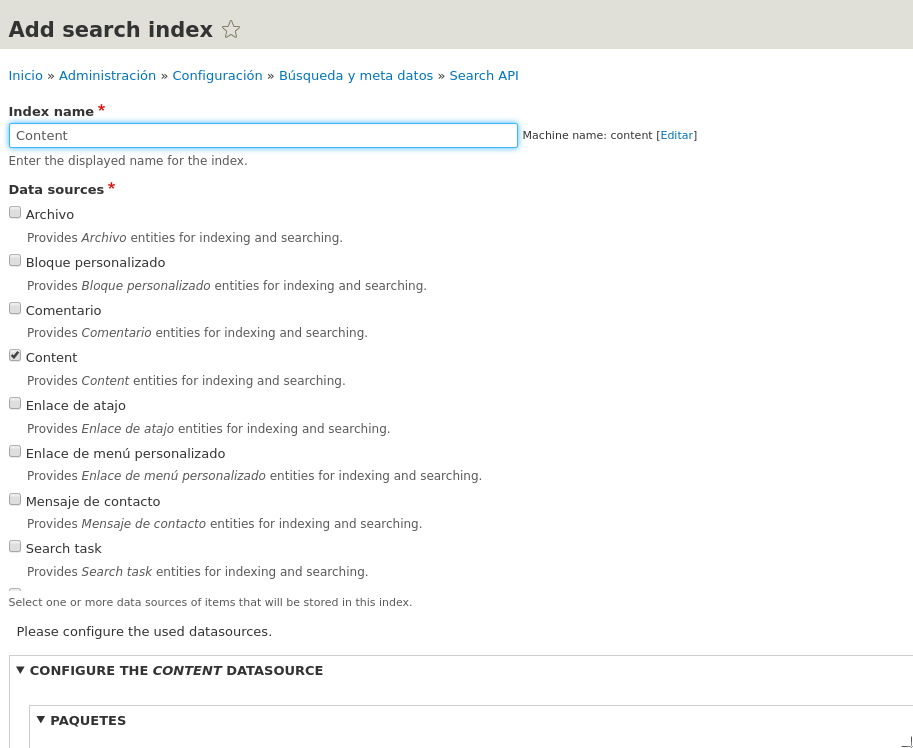 Add search index
Inicio » Administración » Configuración » Búsqueda y meta datos » Search API
Index name *
Content Machine name: content [Editar]
Enter the displayed name for the index.
Data sources *
Archivo
Provides Archivo entities for indexing and searching.
Bloque personalizado
Provides Bloque personalizado entities for indexing and searching.
Comentario
Provides Comentario entities for indexing and searching.
Content
Provides Content entities for indexing and searching.
Enlace de atajo
Provides Enlace de atajo entities for indexing and searching.
Enlace de menú personalizado
Provides Enlace de menú personalizado entities for indexing and searching.
Mensaje de contacto
Provides Mensaje de contacto entities for indexing and searching.
Search task
Provides Search task entities for indexing and searching.
Select one or more data sources of items that will be stored in this index.
Please configure the used datasources.
CONFIGURE THE CONTENT DATASOURCE
PAQUETES